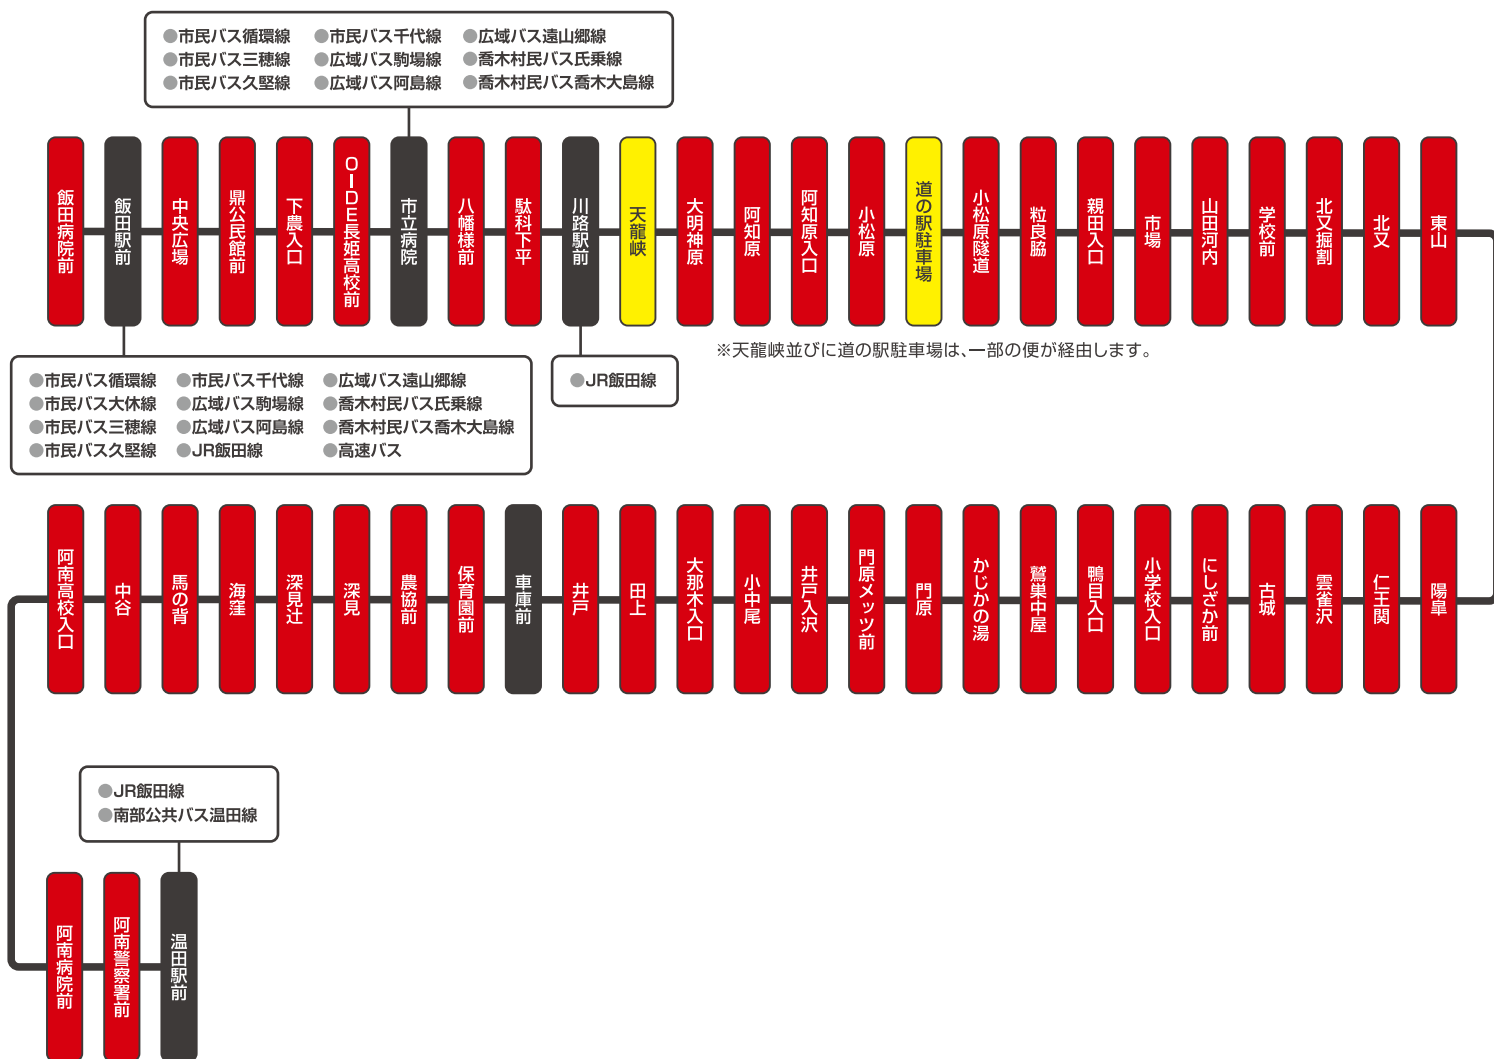 ●市民バス循環線 ●市民バス千代線 ●広域バス遠山郷線
●市民バス三穂線 ●広域バス駒場線 ●喬木村民バス氏乗線
●市民バス久堅線 ●広域バス阿島線 ●喬木村民バス喬木大島線
飯田病院前
飯田駅前
中央広場
鼎公民館前
下農入口
OIDE長姫高校前
市立病院
八幡様前
駄科下平
川路駅前
天龍峡
大明神原
阿知原
阿知原入口
小松原
道の駅駐車場
小松原隧道
粒良脇
親田入口
市場
山田河内
学校前
北又掘割
北又
東山
※天龍峡並びに道の駅駐車場は、一部の便が経由します。
●市民バス循環線 ●市民バス千代線 ●広域バス遠山郷線
●市民バス大休線 ●広域バス駒場線 ●喬木村民バス氏乗線
●市民バス三穂線 ●広域バス阿島線 ●喬木村民バス喬木大島線
●市民バス久堅線 ●JR飯田線 ●高速バス
●JR飯田線
陽皐
仁王関
雲雀沢
古城
にしざか前
小学校入口
鴨目入口
鷲巣中屋
かじかの湯
門原
門原メッツ前
井戸入沢
小中尾
大那木入口
田上
井戸
車庫前
保育園前
農協前
深見
深見辻
海窪
馬の背
中谷
阿南高校入口
●JR飯田線
●南部公共バス温田線
阿南病院前
阿南警察署前
温田駅前